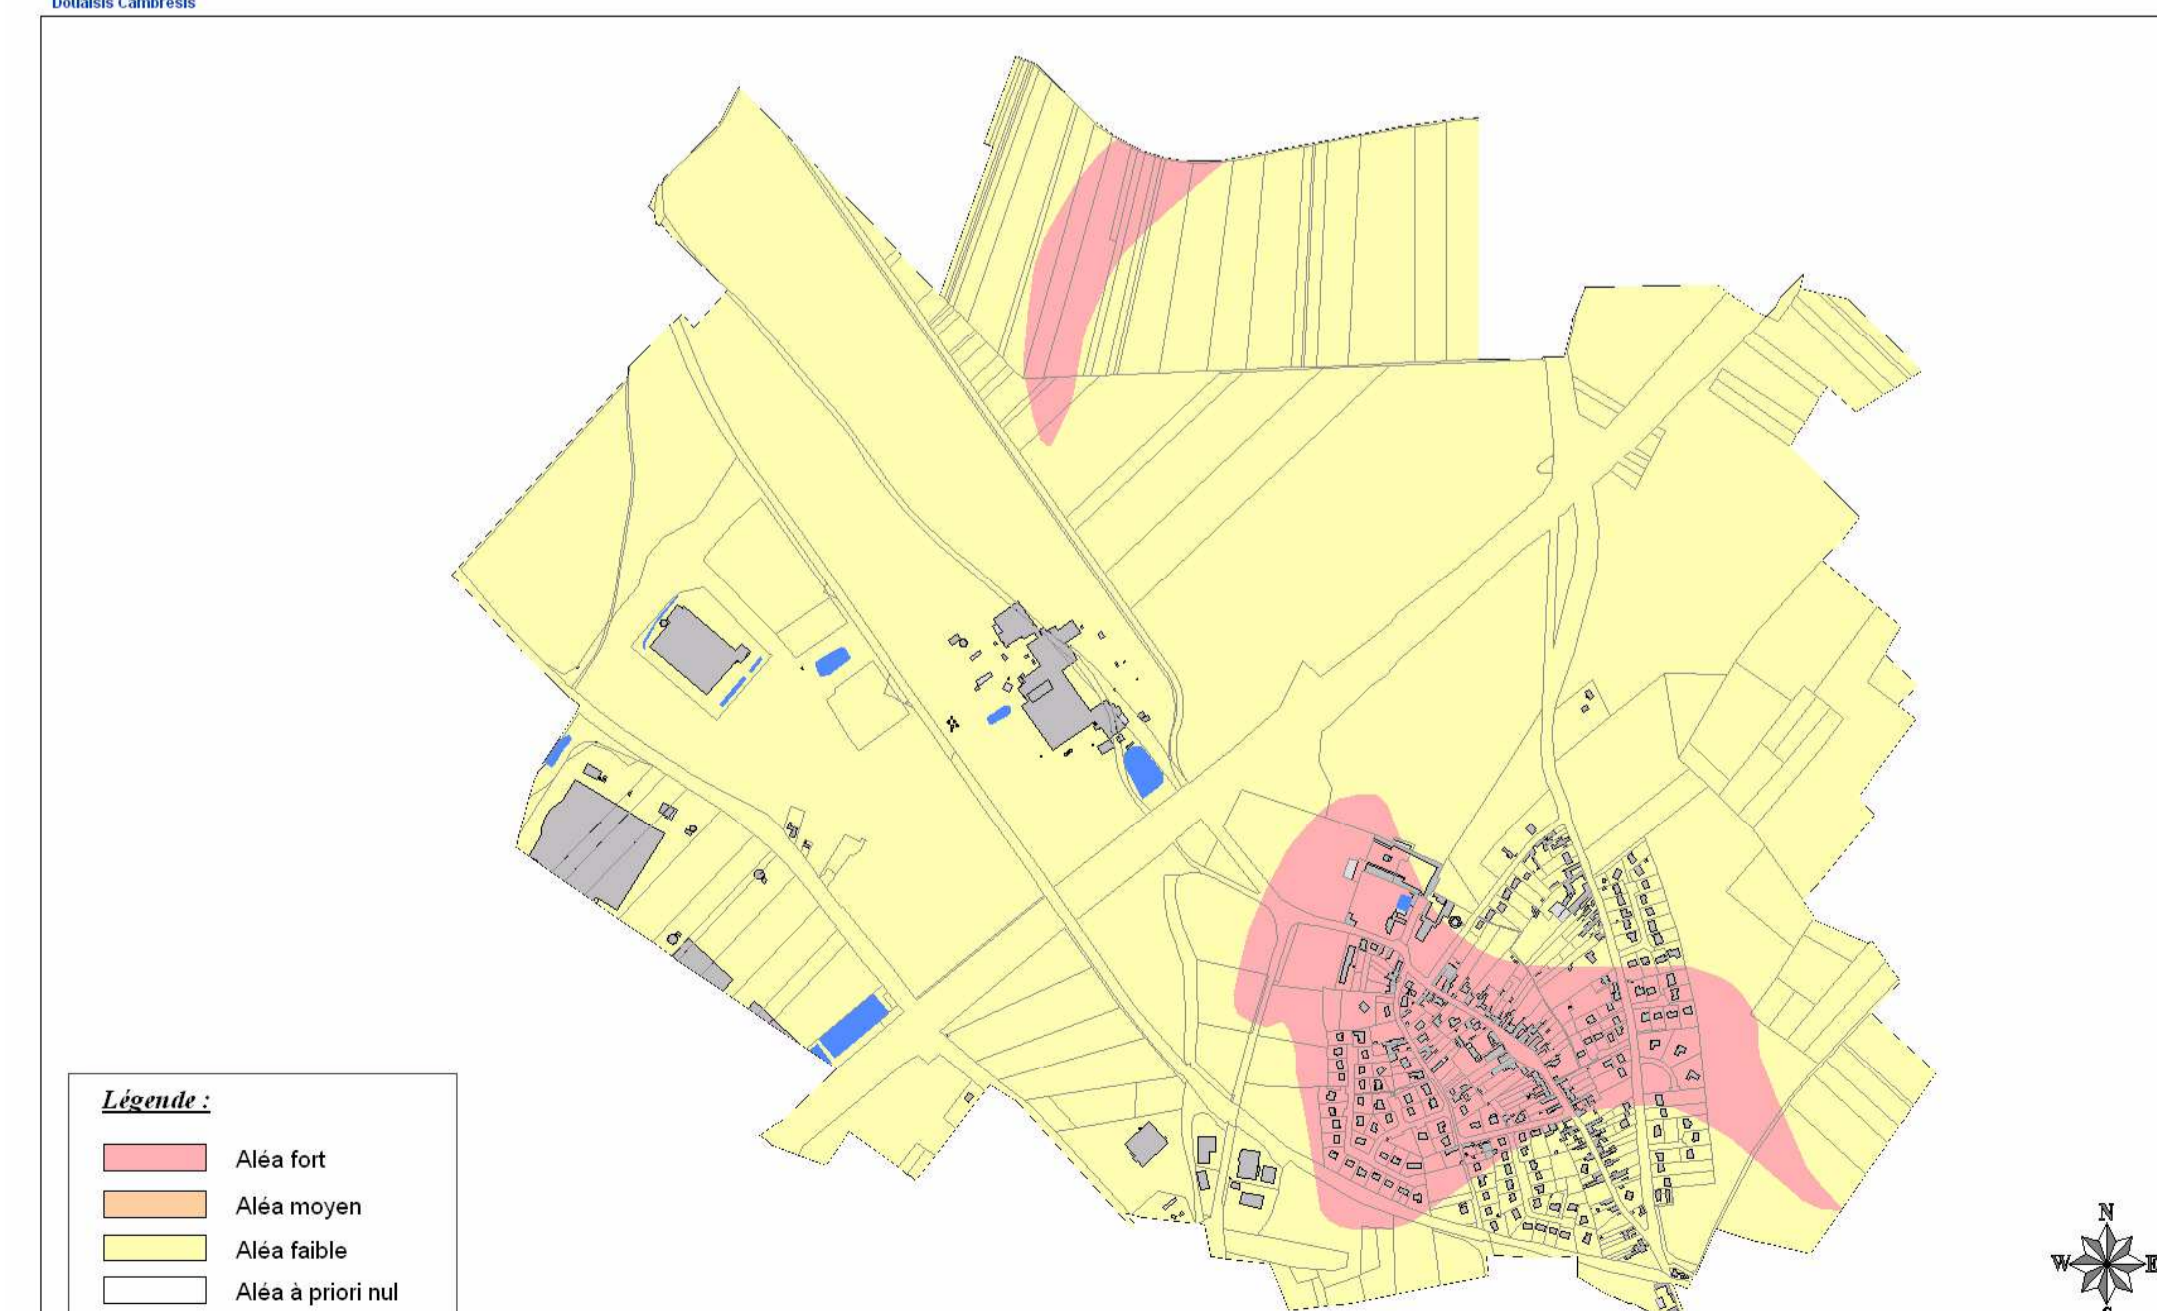 Douaisis Cambrésis
Légende :
Aléa fort
Aléa moyen
Aléa faible
Aléa à priori nul
N
W
E
S